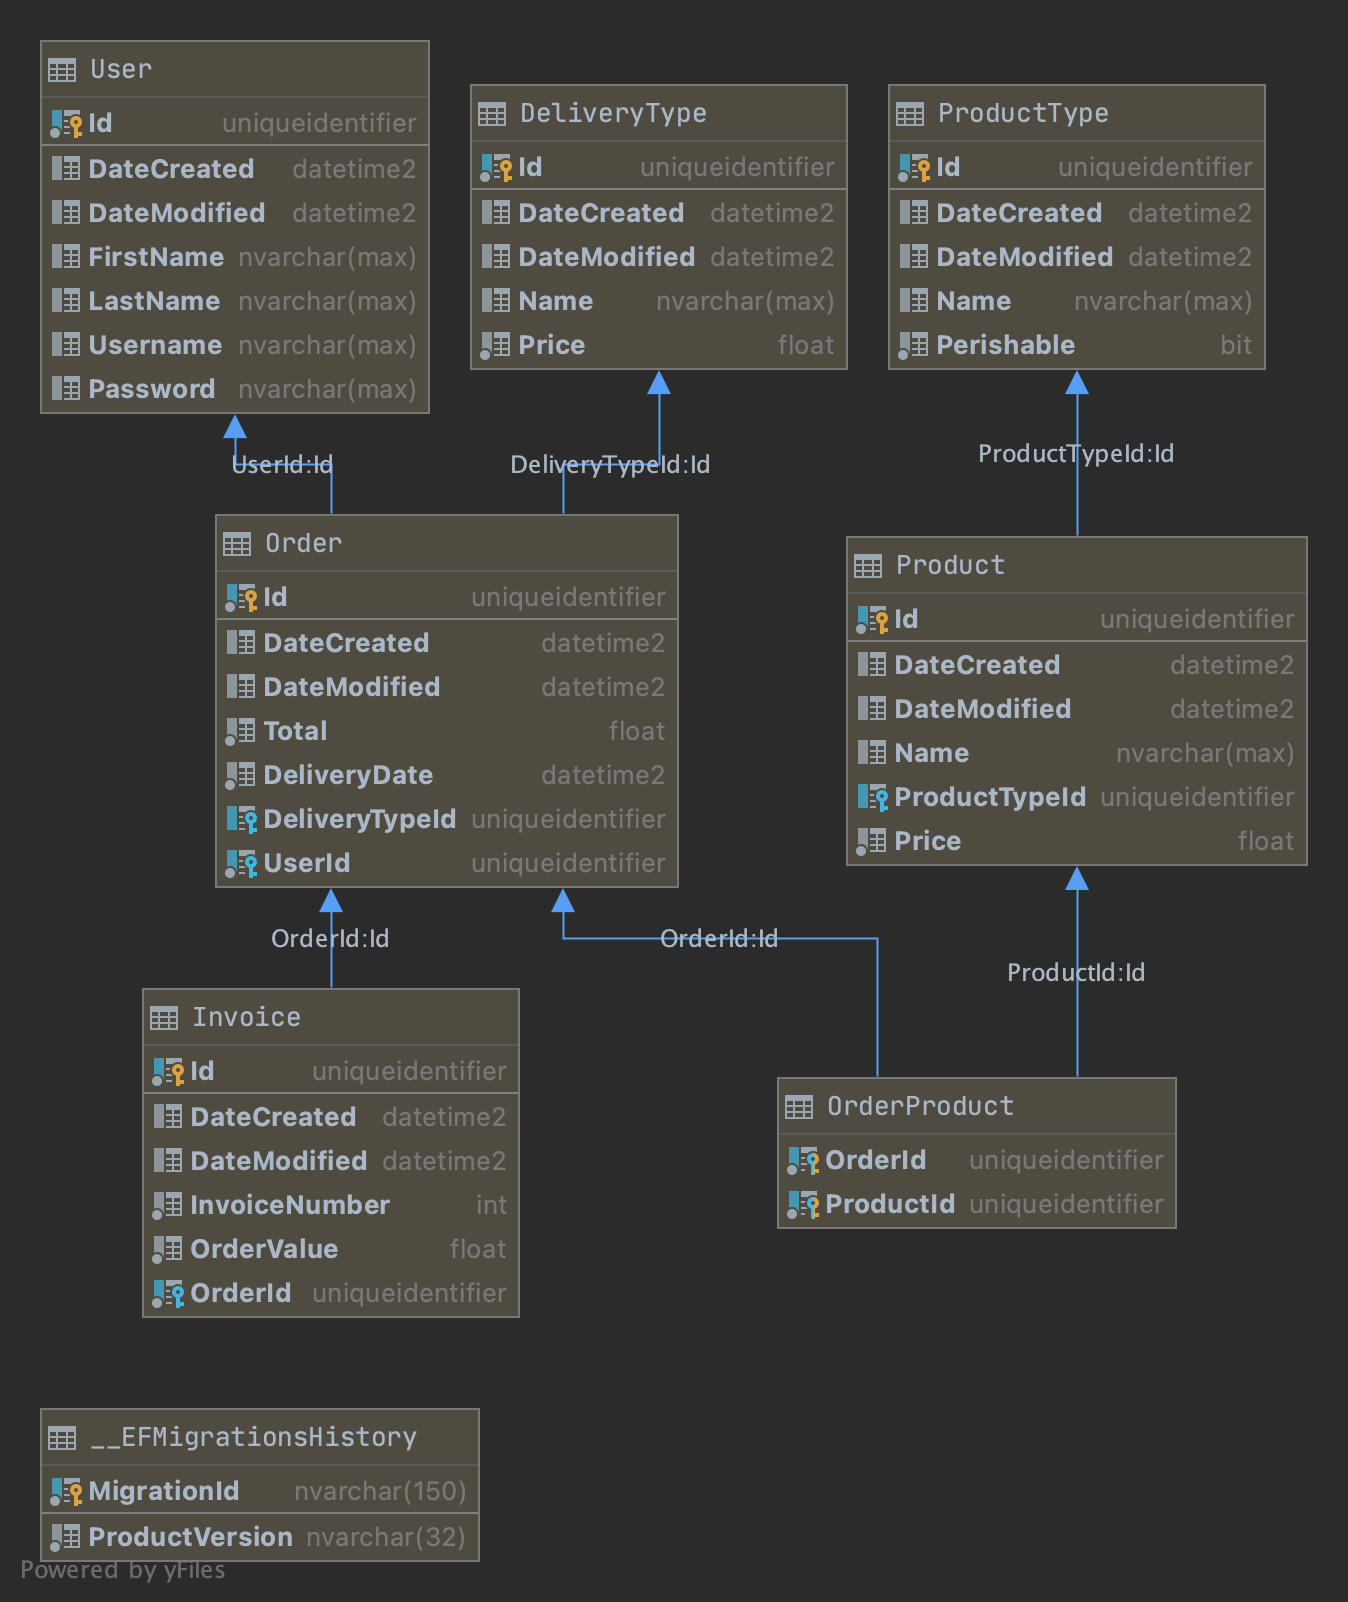 User
Id uniqueidentifier
DateCreated datetime2
DateModified datetime2
FirstName nvarchar(max)
LastName nvarchar(max)
Username nvarchar(max)
Password nvarchar(max)
DeliveryType
Id uniqueidentifier
DateCreated datetime2
DateModified datetime2
Name nvarchar(max)
Price float
ProductType
Id uniqueidentifier
DateCreated datetime2
DateModified datetime2
Name nvarchar(max)
Perishable bit
UserId:Id
DeliveryTypeId:Id
ProductTypeId:Id
Order
Id uniqueidentifier
DateCreated datetime2
DateModified datetime2
Total float
DeliveryDate datetime2
DeliveryTypeId uniqueidentifier
UserId uniqueidentifier
Product
Id uniqueidentifier
DateCreated datetime2
DateModified datetime2
Name nvarchar(max)
ProductTypeId uniqueidentifier
Price float
OrderId:Id
OrderId:Id
ProductId:Id
Invoice
Id uniqueidentifier
DateCreated datetime2
DateModified datetime2
InvoiceNumber int
OrderValue float
OrderId uniqueidentifier
OrderProduct
OrderId uniqueidentifier
ProductId uniqueidentifier
__EFMigrationsHistory
MigrationId nvarchar(150)
ProductVersion nvarchar(32)
Powered by yFiles